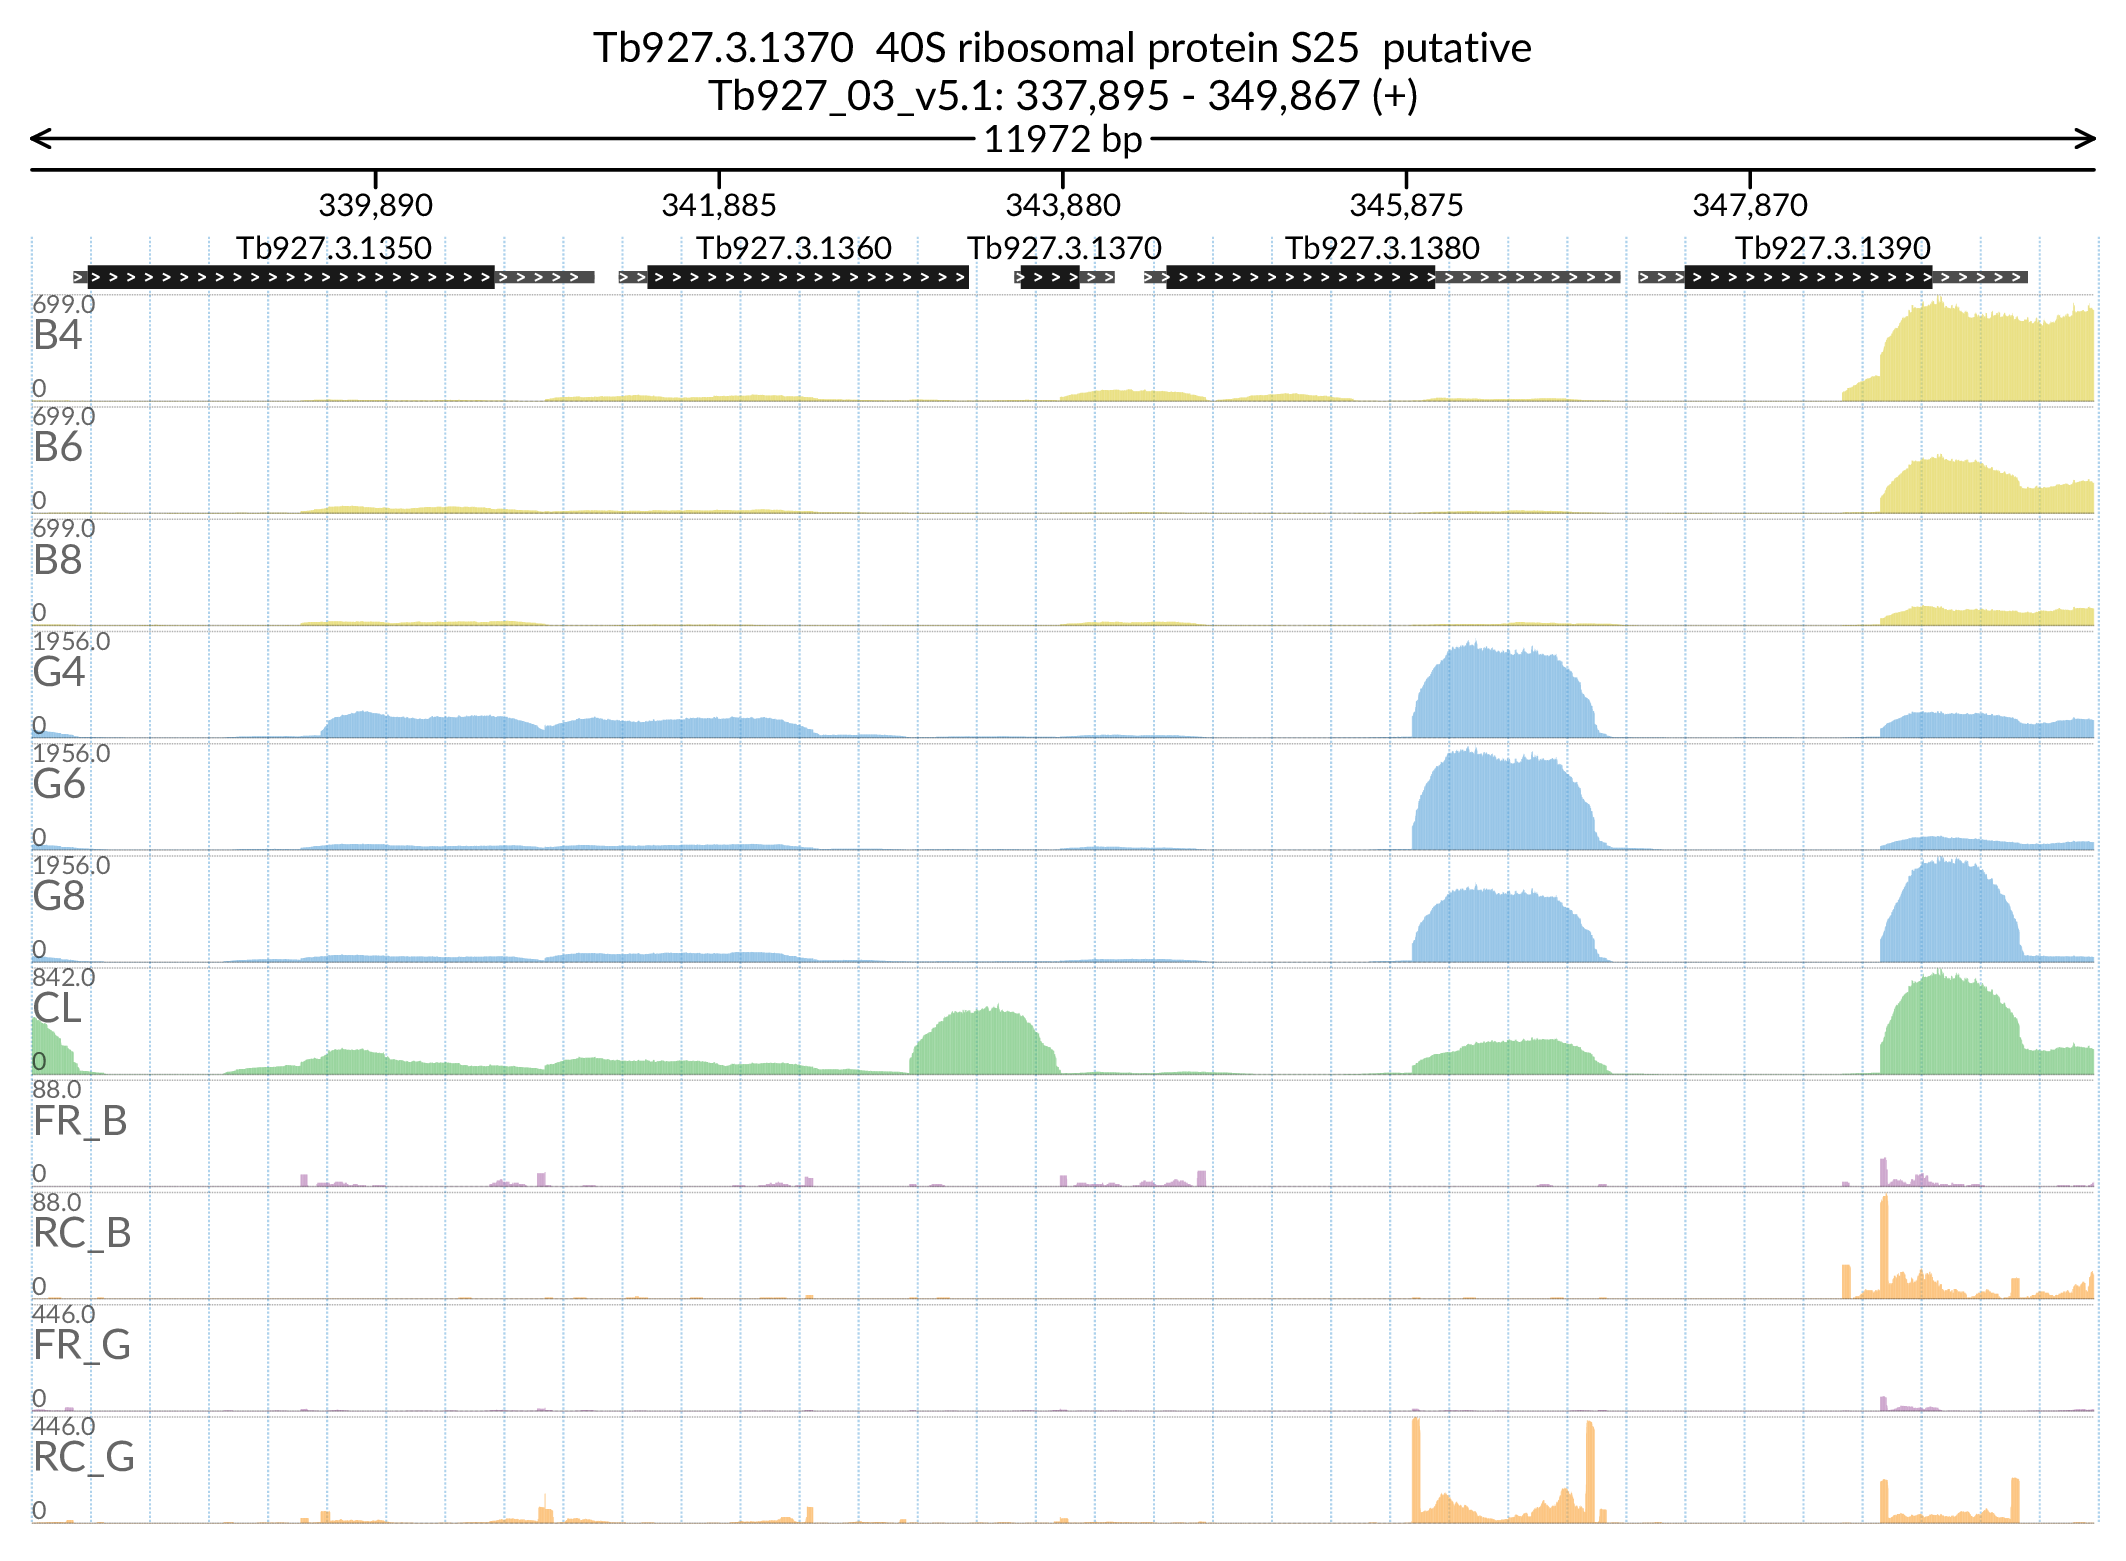 Tb927.3.1370  40S ribosomal protein S25  putative
Tb927_03_v5.1: 337,895 - 349,867 (+)
11972 bp
339,890 341,885 343,880 345,875 347,870
Tb927.3.1350 Tb927.3.1360 Tb927.3.1370 Tb927.3.1380 Tb927.3.1390
699.0
B4
0
699.0
B6
0
699.0
B8
0
1956.0
G4
0
1956.0
G6
0
1956.0
G8
0
842.0
CL
0
88.0
FR_B
0
88.0
RC_B
0
446.0
FR_G
0
446.0
RC_G
0